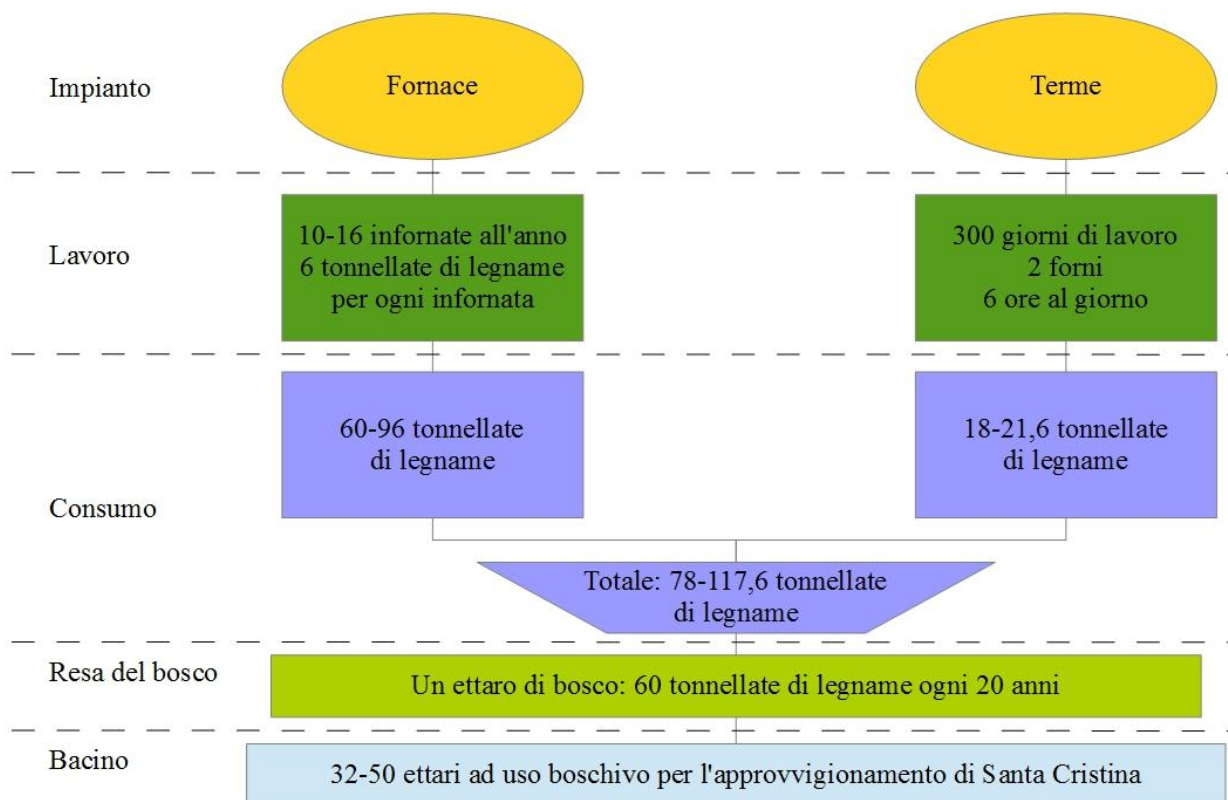 Impianto
Fornace
Terme
Lavoro
10-16 infornate all'anno
6 tonnellate di legname
per ogni infornata
300 giorni di lavoro
2 forni
6 ore al giorno
Consumo
60-96 tonnellate
di legname
18-21,6 tonnellate
di legname
Totale: 78-117,6 tonnellate
di legname
Resa del bosco
Un ettaro di bosco: 60 tonnellate di legname ogni 20 anni
Bacino
32-50 ettari ad uso boschivo per l'approvvigionamento di Santa Cristina